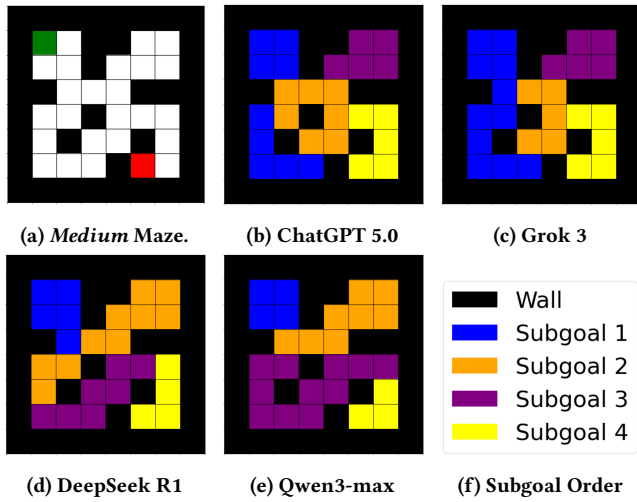 (a) Medium Maze.
(b) ChatGPT 5.0
(c) Grok 3
Wall
Subgoal 1
Subgoal 2
Subgoal 3
Subgoal 4
(d) DeepSeek R1
(e) Qwen3-max
(f) Subgoal Order